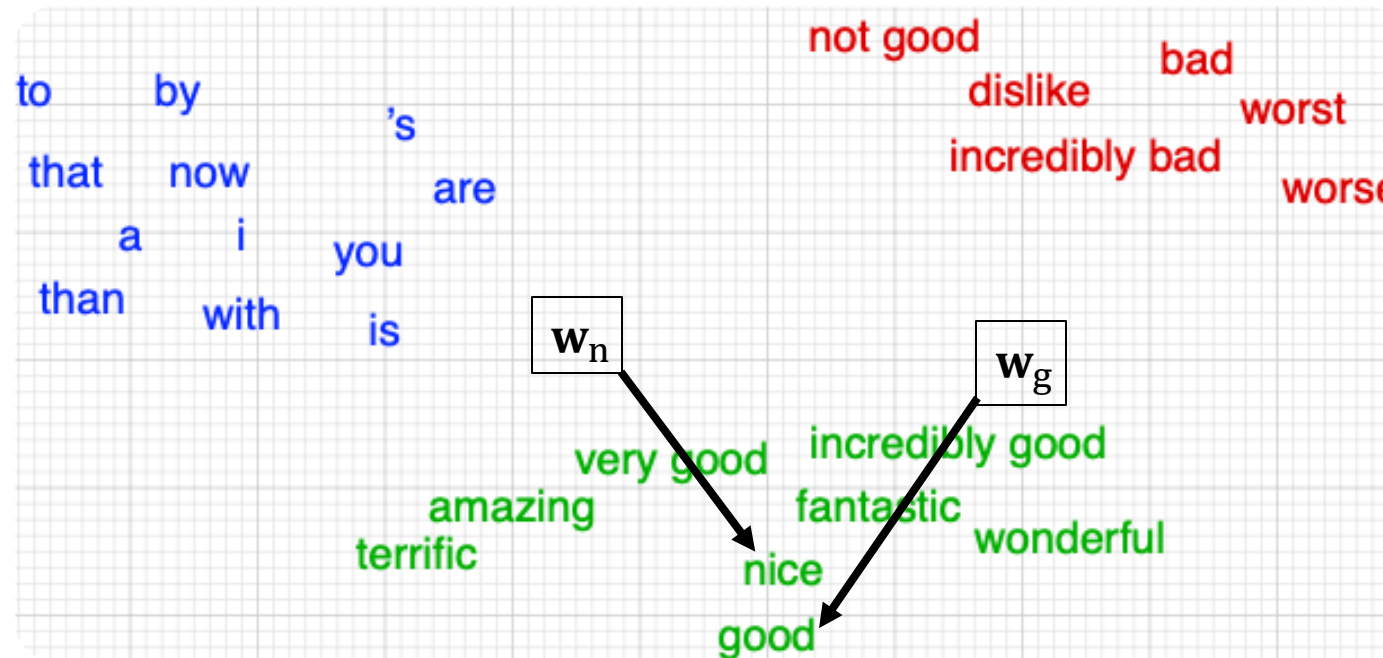 not good
bad
to
by
dislike
worst
's
incredibly bad
that
now
are
worse
a
i
you
than
with
is
wn
wg
very good
incredibly good
amazing
fantastic
wonderful
terrific
nice
good